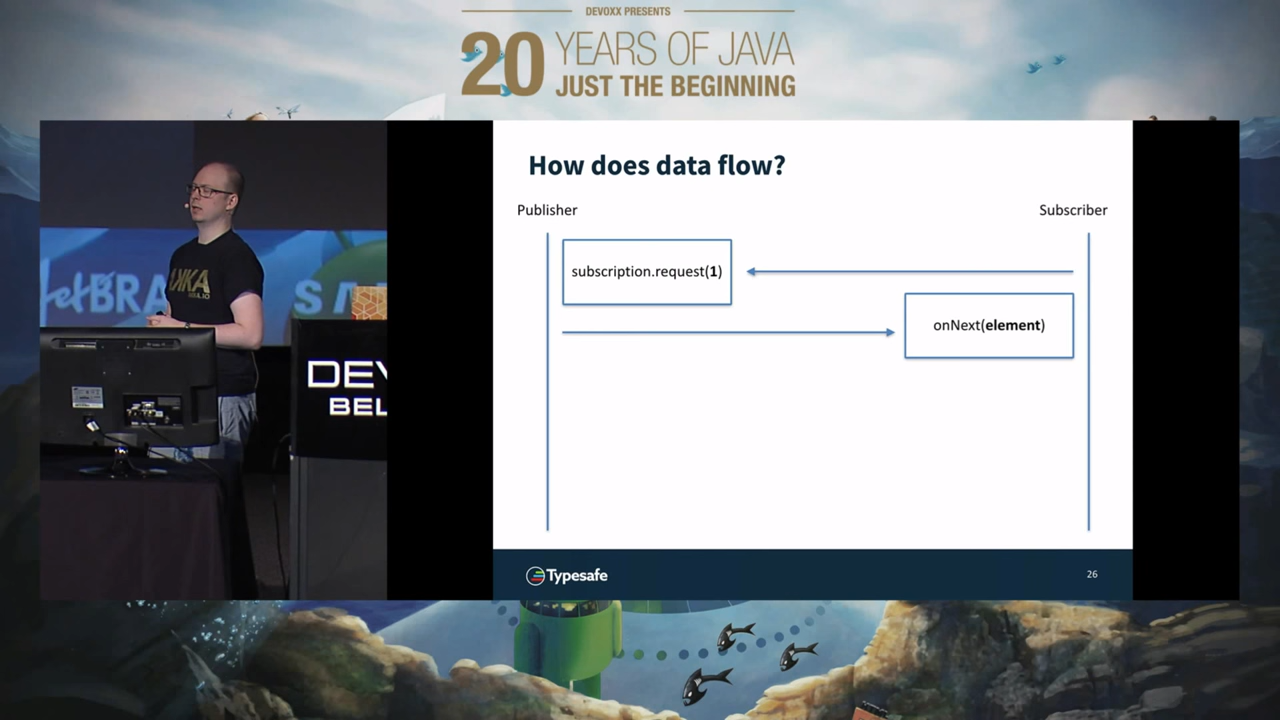 DEVOXX PRESENTS
20 YEARS OF JAVA
JUST THE BEGINNING
How does data flow?
Publisher
Subscriber
subscription.request(1)
onNext(element)
Typesafe
26
AKKA
DEV
BEL